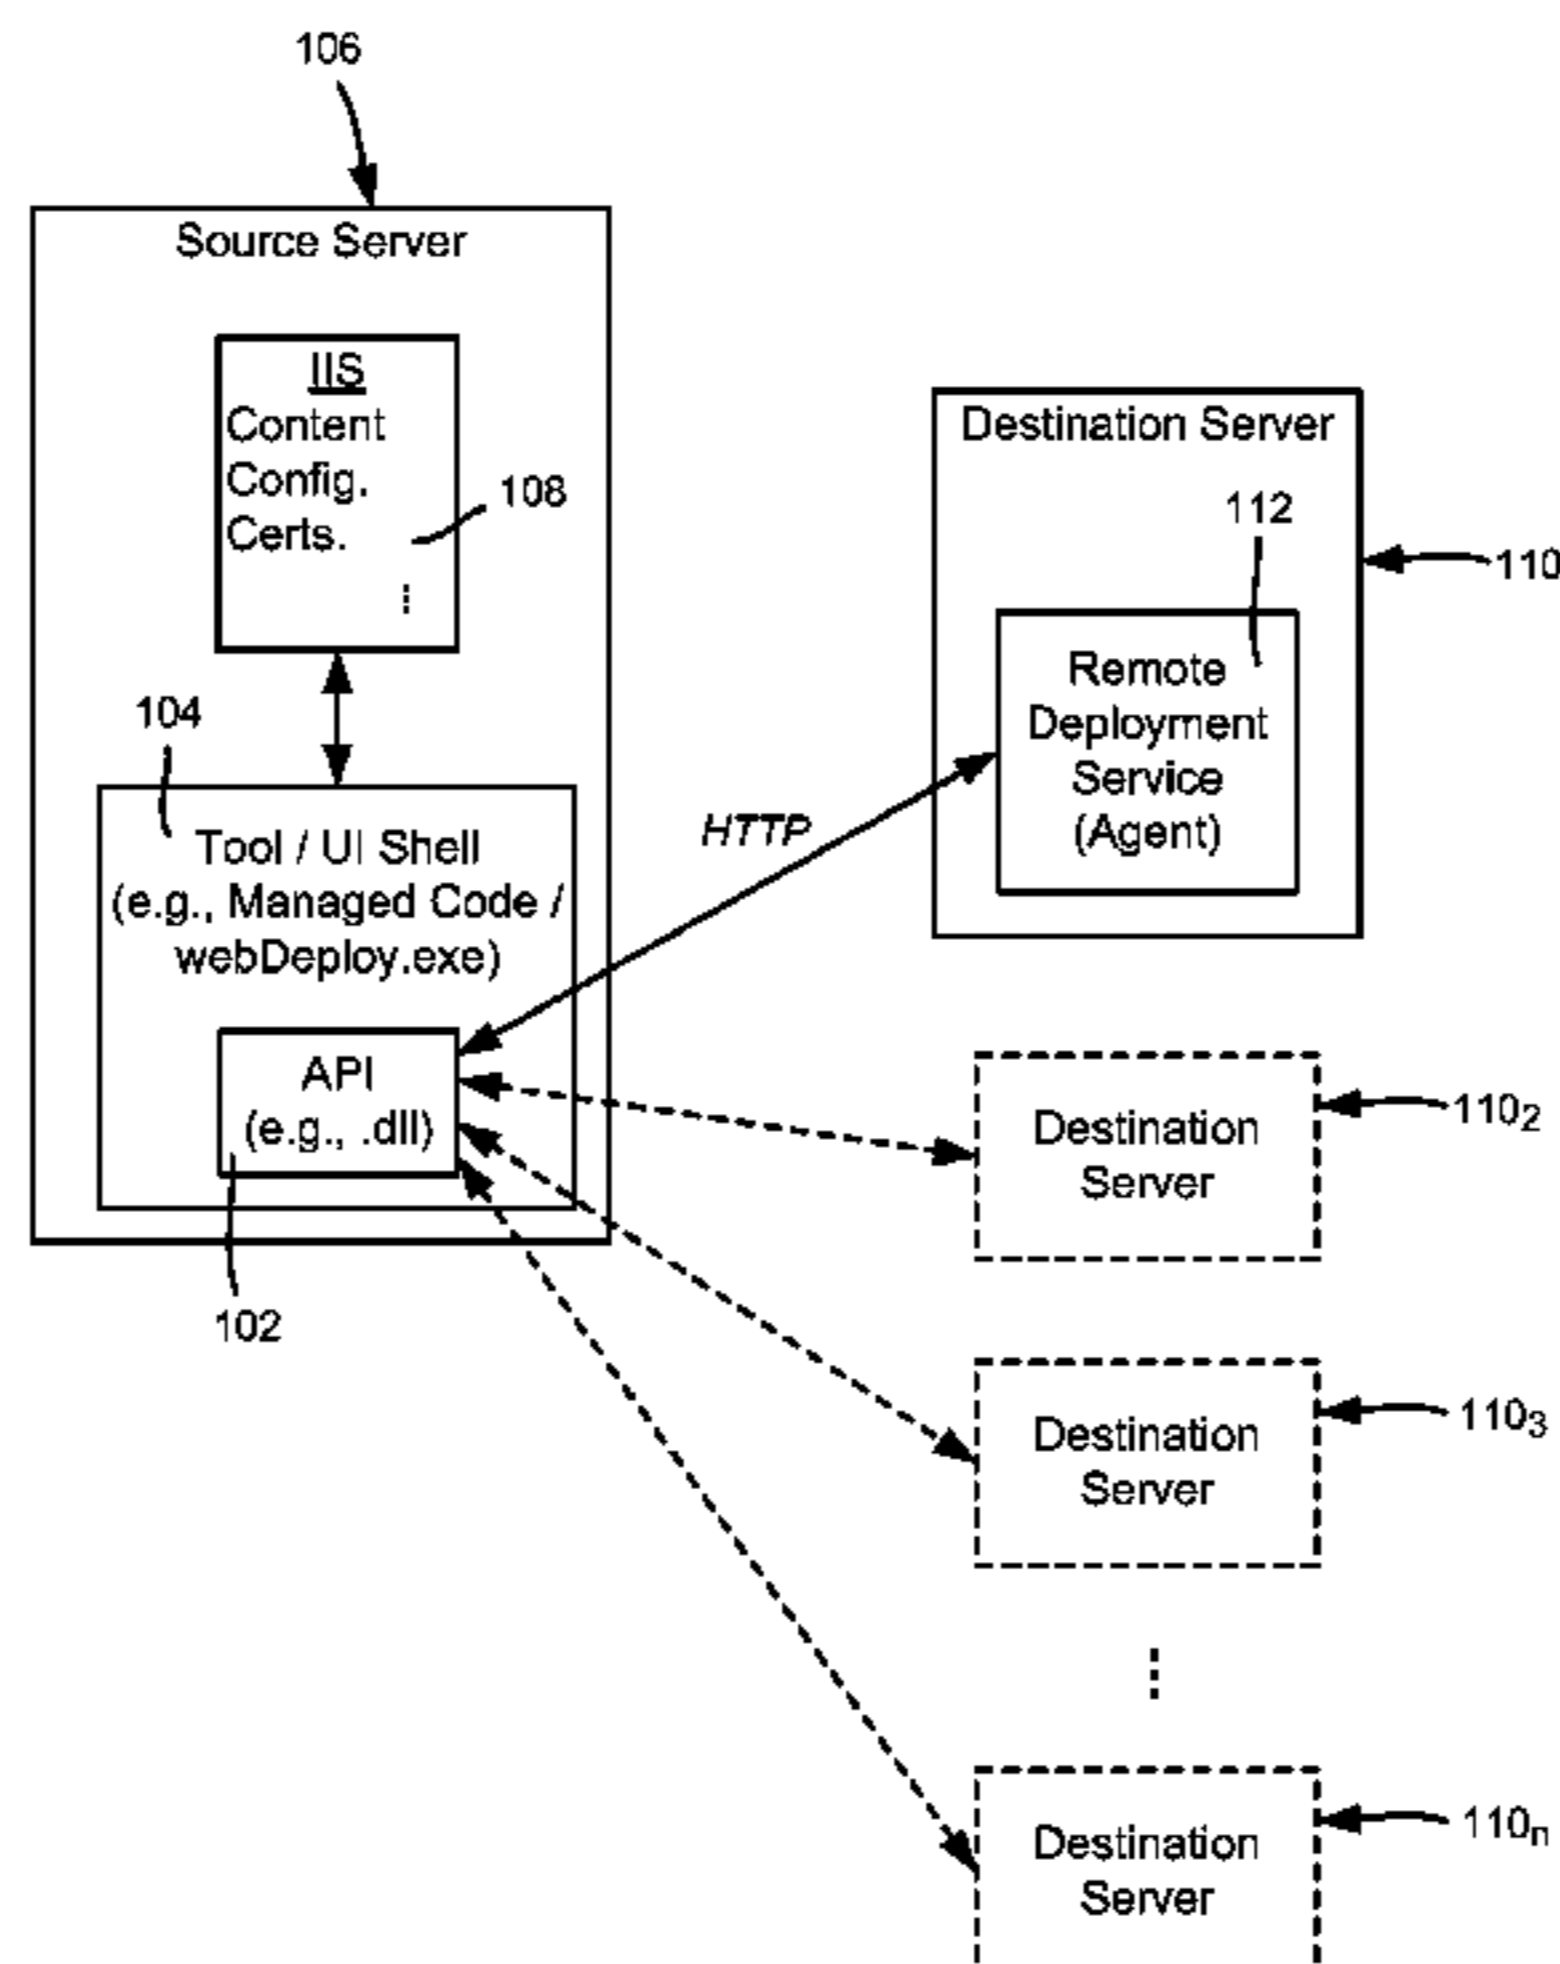 106
Source Server
IIS
Content
Config.
Certs.
108
104
Tool / UI Shell
(e.g., Managed Code /
webDeploy.exe)
API
(e.g., .dll)
102
HTTP
Destination Server
112
110
Remote
Deployment
Service
(Agent)
Destination
Server
110₂
Destination
Server
110₃
Destination
Server
110ₙ